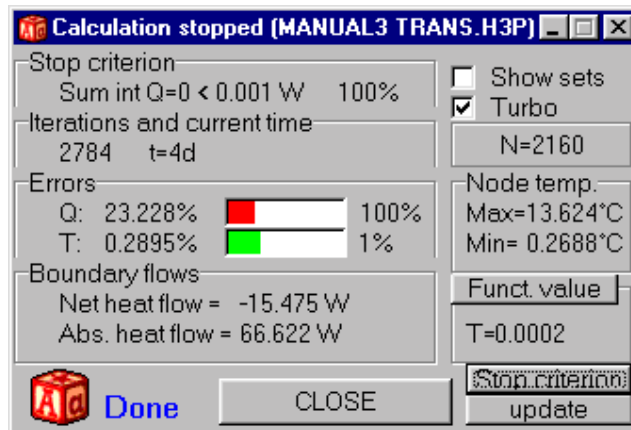 Calculation stopped (MANUAL3 TRANS.H3P)
Stop criterion
Sum int Q=0 < 0.001 W 100%
Show sets
Turbo
Iterations and current time
2784 t=4d
N=2160
Errors
Q: 23.228% 100%
T: 0.2895% 1%
Node temp.
Max=13.624°C
Min= 0.2688°C
Boundary flows
Net heat flow = -15.475 W
Abs. heat flow = 66.622 W
Funct. value
T=0.0002
Done
CLOSE
Stop criterion
update